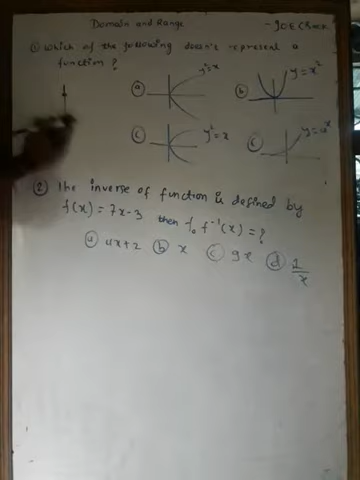 Domain and Range
① Which of the following doesn't represent a
function ?
ⓐ y²=x ⓑ y=x²
ⓒ y²=x ⓒ
② The inverse of function is defined by
f(x) = 7x-3 then fₒ f⁻¹(x) = ?
ⓐ 4x+2 ⓑ x ⓒ 9x ⓓ 1/x